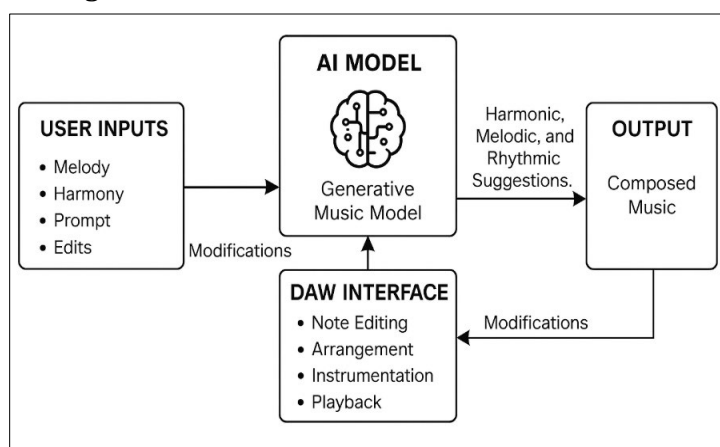 USER INPUTS
• Melody
• Harmony
• Prompt
• Edits
Modifications
AI MODEL
Generative
Music Model
Harmonic,
Melodic, and
Rhythmic
Suggestions.
OUTPUT
Composed
Music
DAW INTERFACE
• Note Editing
• Arrangement
• Instrumentation
• Playback
Modifications